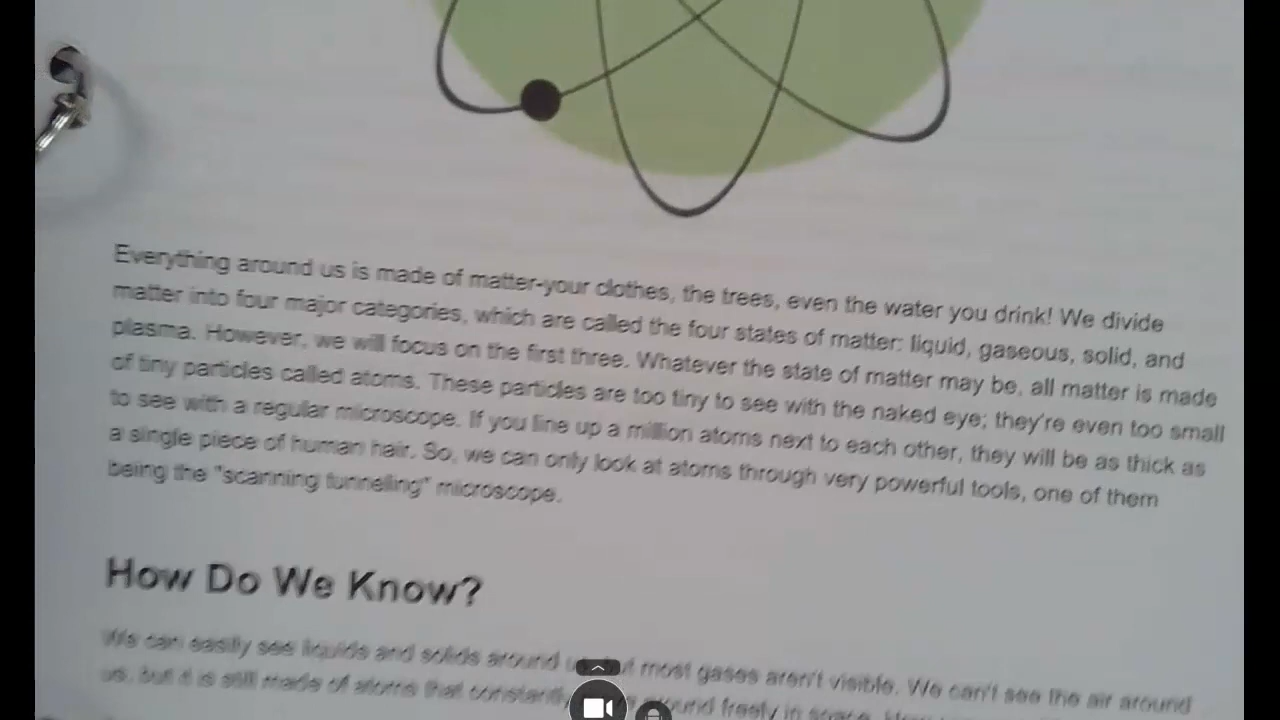 Everything around us is made of matter-your clothes, the trees, even the water you drink! We divide
matter into four major categories, which are called the four states of matter: liquid, gaseous, solid, and
plasma. However, we will focus on the first three. Whatever the state of matter may be, all matter is made
of tiny particles called atoms. These particles are too tiny to see with the naked eye; they're even too small
to see with a regular microscope. If you line up a million atoms next to each other, they will be as thick as
a single piece of human hair. So, we can only look at atoms through very powerful tools, one of them
being the "scanning tunnelling" microscope.
How Do We Know?
We can easily see liquids and solids around most gases aren't visible. We can't see the air around
us, but it is still made of atoms that constantly around freely in space.